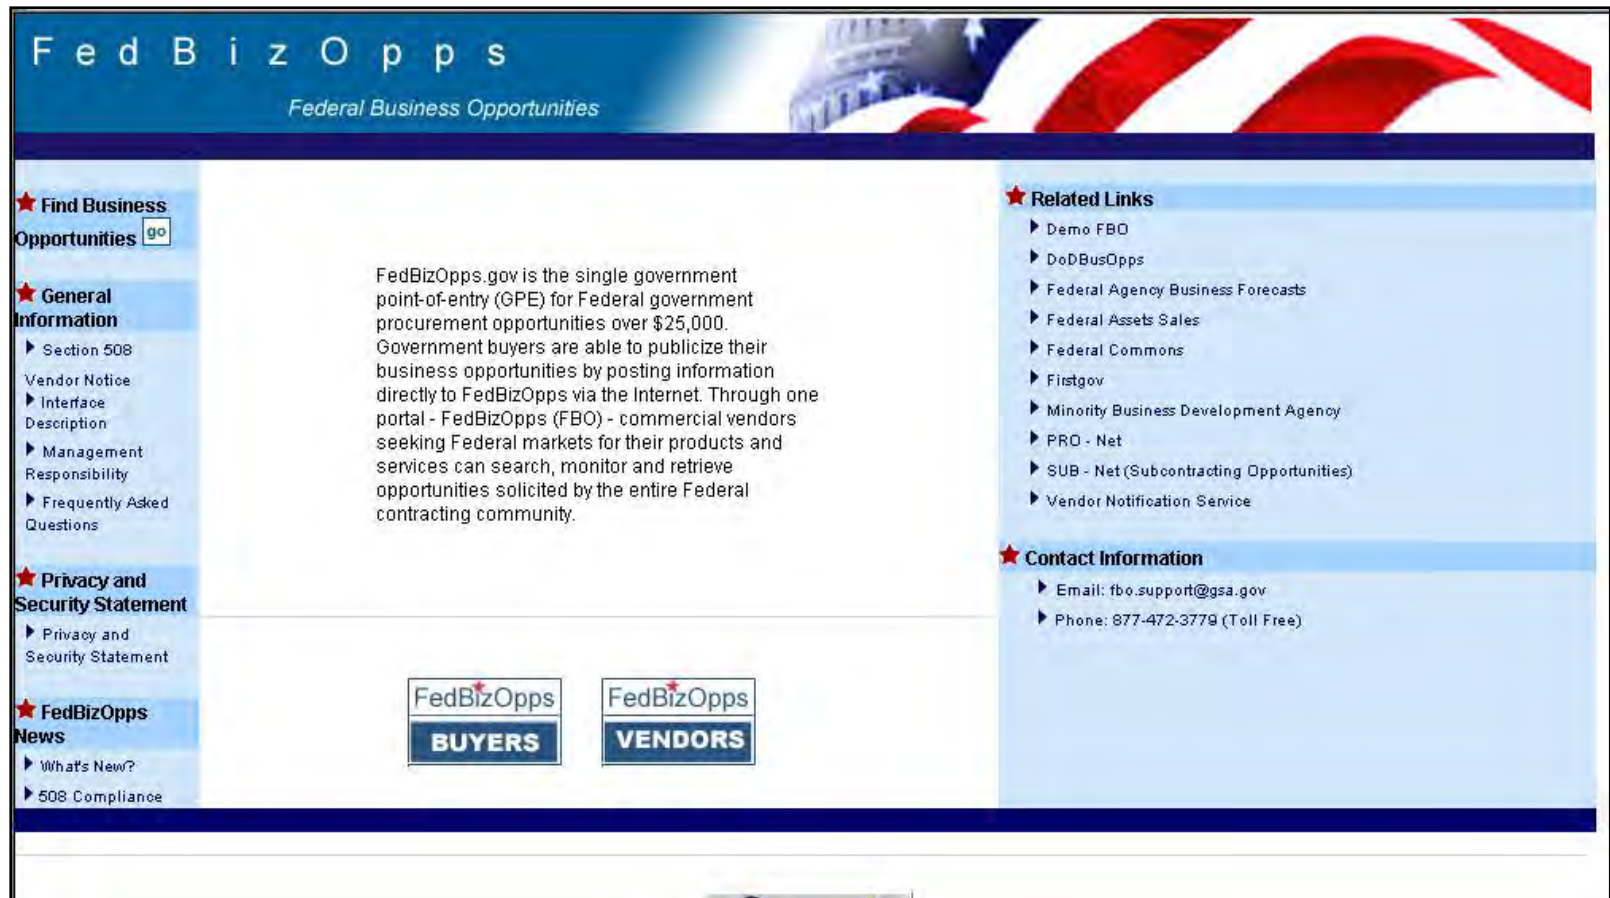 FedBizOpps
Federal Business Opportunities
Find Business
Opportunities go
General
Information
Section 508
Vendor Notice
Interface
Description
Management
Responsibility
Frequently Asked
Questions
Privacy and
Security Statement
Privacy and
Security Statement
FedBizOpps
News
What's New?
508 Compliance
FedBizOpps.gov is the single government
point-of-entry (GPE) for Federal government
procurement opportunities over $25,000.
Government buyers are able to publicize their
business opportunities by posting information
directly to FedBizOpps via the Internet. Through one
portal - FedBizOpps (FBO) - commercial vendors
seeking Federal markets for their products and
services can search, monitor and retrieve
opportunities solicited by the entire Federal
contracting community.
FedBizOpps
BUYERS
FedBizOpps
VENDORS
Related Links
Demo FBO
DoDBusOpps
Federal Agency Business Forecasts
Federal Assets Sales
Federal Commons
Firstgov
Minority Business Development Agency
PRO - Net
SUB - Net (Subcontracting Opportunities)
Vendor Notification Service
Contact Information
Email: fbo.support@gsa.gov
Phone: 877-472-3779 (Toll Free)